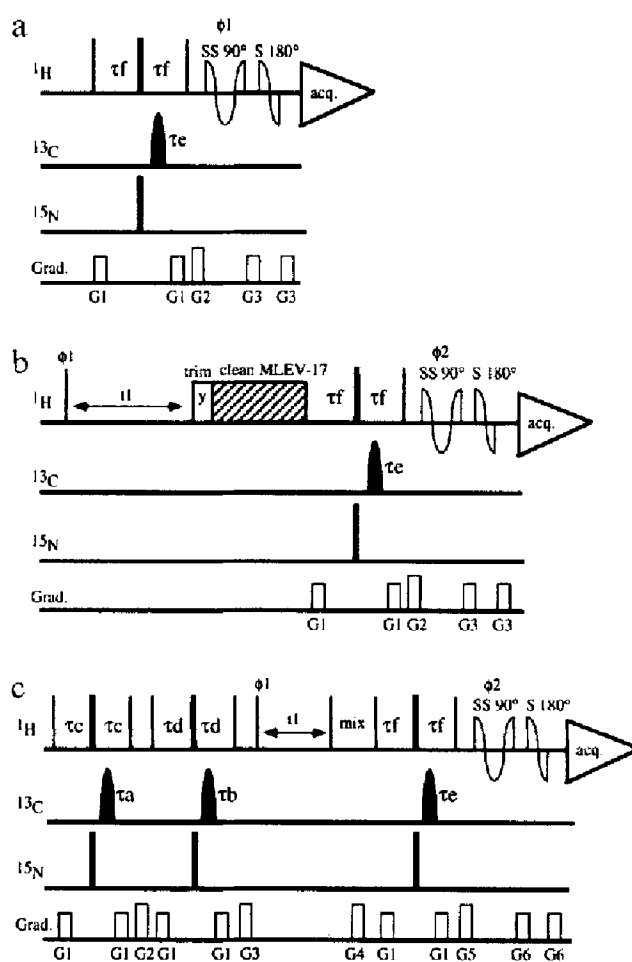 a
ϕ1
SS 90° S 180°
1H τf τf acq.
13C τe
15N
Grad.
G1 G1 G2 G3 G3
b
ϕ1 ϕ2
trim clean MLEV-17 SS 90° S 180°
1H t1 y τf τf acq.
13C τe
15N
Grad.
G1 G1 G2 G3 G3
c
ϕ1 ϕ2
SS 90° S 180°
1H τc τc τd τd t1 mix τf τf acq.
13C τa τb τe
15N
Grad.
G1 G1 G2 G1 G1 G3 G4 G1 G1 G5 G6 G6